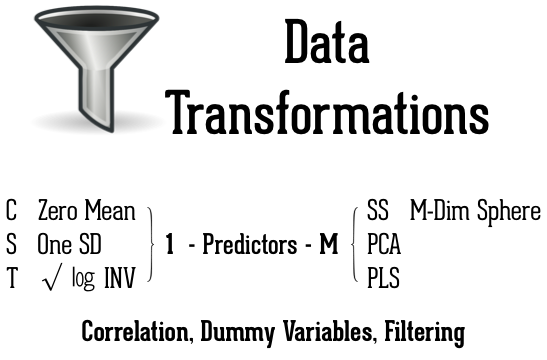 Data
Transformations
C Zero Mean
S One SD
T √ log INV
1 - Predictors - M
SS M-Dim Sphere
PCA
PLS
Correlation, Dummy Variables, Filtering